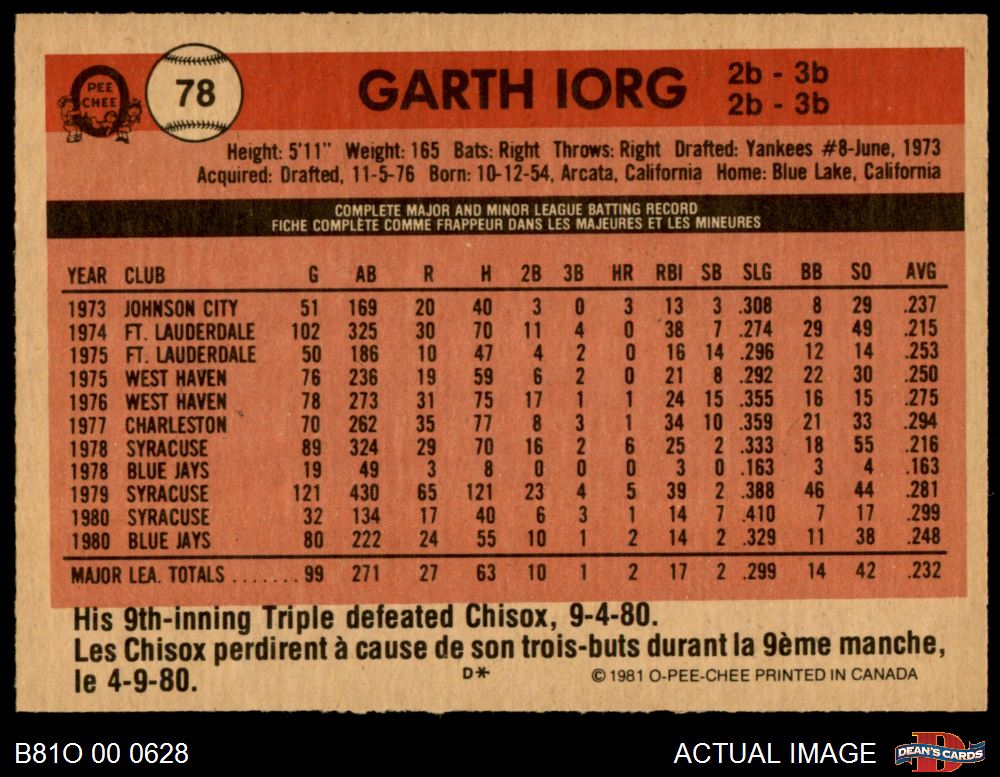 PEE
CHEE
78
GARTH IORG
2b - 3b
2b - 3b
Height: 5'11" Weight: 165 Bats: Right Throws: Right Drafted: Yankees #8-June, 1973
Acquired: Drafted, 11-5-76 Born: 10-12-54, Arcata, California Home: Blue Lake, California
COMPLETE MAJOR AND MINOR LEAGUE BATTING RECORD
FICHE COMPLÈTE COMME FRAPPEUR DANS LES MAJEURES ET LES MINEURES
YEAR CLUB G AB R H 2B 3B HR RBI SB SLG BB SO AVG
1973 JOHNSON CITY 51 169 20 40 3 0 3 13 3 .308 8 29 .237
1974 FT. LAUDERDALE 102 325 30 70 11 4 0 38 7 .274 29 49 .215
1975 FT. LAUDERDALE 50 186 10 47 4 2 0 16 14 .296 12 14 .253
1975 WEST HAVEN 76 236 19 59 6 2 0 21 8 .292 22 30 .250
1976 WEST HAVEN 78 273 31 75 17 1 1 24 15 .355 16 15 .275
1977 CHARLESTON 70 262 35 77 8 3 1 34 10 .359 21 33 .294
1978 SYRACUSE 89 324 29 70 16 2 6 25 2 .333 18 55 .216
1978 BLUE JAYS 19 49 3 8 0 0 0 3 0 .163 3 4 .163
1979 SYRACUSE 121 430 65 121 23 4 5 39 2 .388 46 44 .281
1980 SYRACUSE 32 134 17 40 6 3 1 14 7 .410 7 17 .299
1980 BLUE JAYS 80 222 24 55 10 1 2 14 2 .329 11 38 .248
MAJOR LEA. TOTALS ....... 99 271 27 63 10 1 2 17 2 .299 14 42 .232
His 9th-inning Triple defeated Chisox, 9-4-80.
Les Chisox perdirent à cause de son trois-buts durant la 9ème manche,
le 4-9-80.
D* © 1981 O-PEE-CHEE PRINTED IN CANADA
B81O 00 0628
ACTUAL IMAGE
D
DEAN'S CARDS